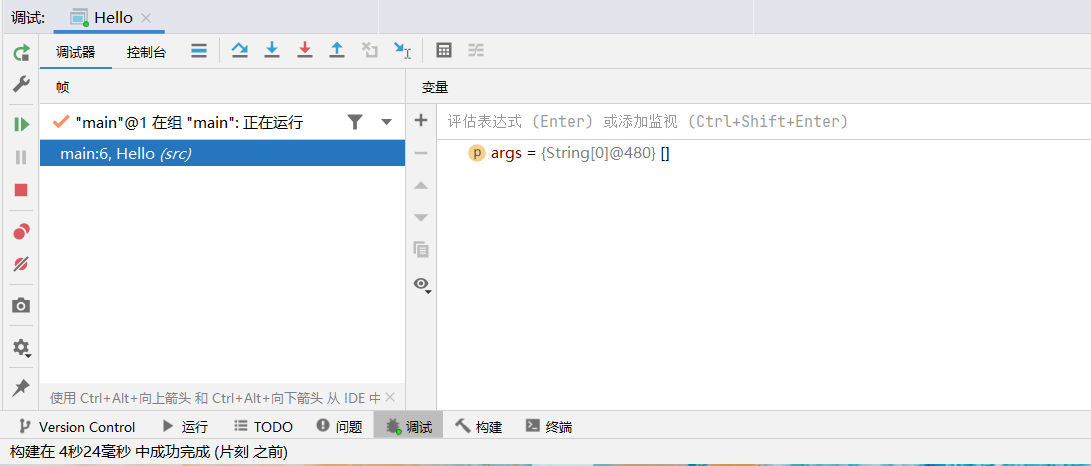 调试: Hello
调试器 控制台
帧 变量
"main"@1 在组 "main": 正在运行
评估表达式 (Enter) 或添加监视 (Ctrl+Shift+Enter)
main:6, Hello (src)
p args = {String[0]@480} []
使用 Ctrl+Alt+向上箭头 和 Ctrl+Alt+向下箭头 从 IDE 中
Version Control 运行 TODO 问题 调试 构建 终端
构建在 4秒24毫秒 中成功完成 (片刻 之前)